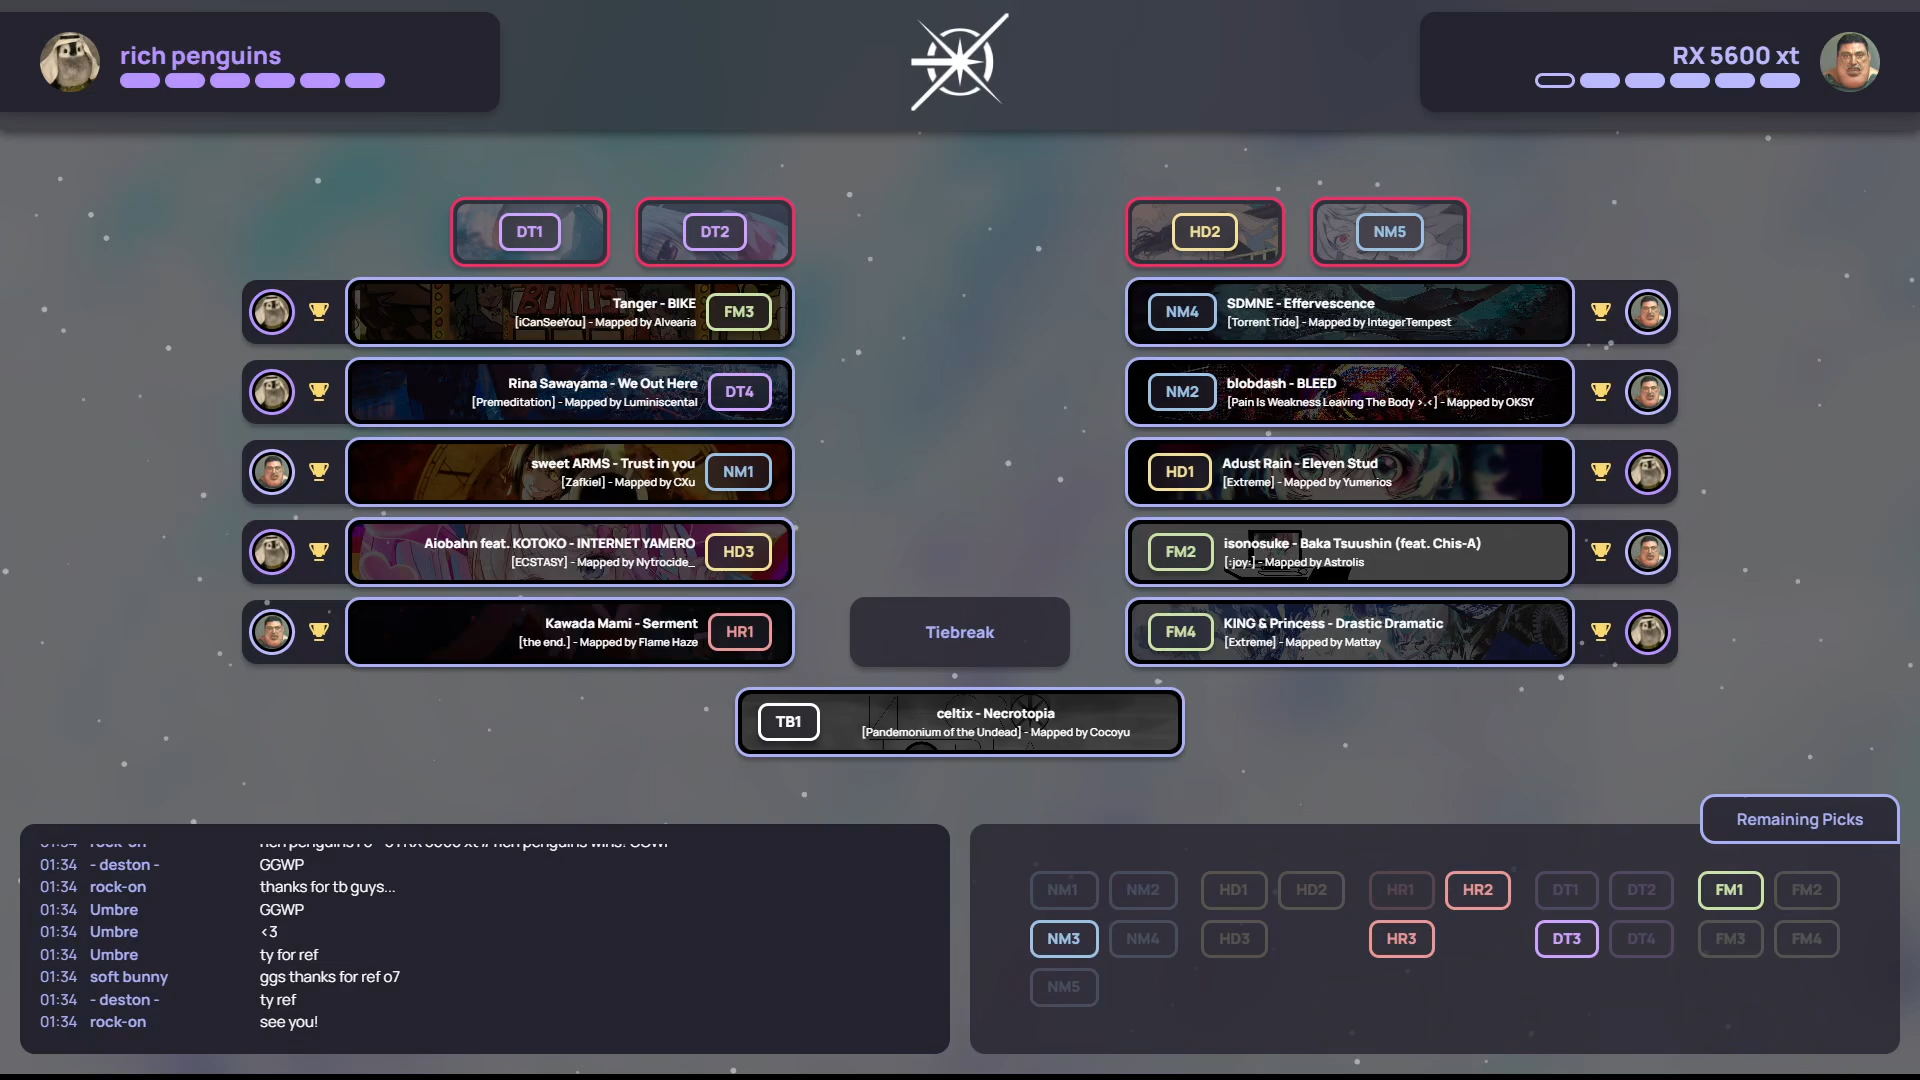 rich penguins
RX 5600 xt
DT1
DT2
HD2
NM5
Tanger - BIKE
[iCanSeeYou] - Mapped by Alvearia
FM3
NM4
SDMNE - Effervescence
[Torrent Tide] - Mapped by IntegerTempest
Rina Sawayama - We Out Here
[Premeditation] - Mapped by Luminiscental
DT4
NM2
blobdash - BLEED
[Pain Is Weakness Leaving The Body >.<] - Mapped by OKSY
sweet ARMS - Trust in you
[Zafkiel] - Mapped by CXu
NM1
HD1
Adust Rain - Eleven Stud
[Extreme] - Mapped by Yumerios
Aiobahn feat. KOTOKO - INTERNET YAMERO
[ECSTASY] - Mapped by Nytrocide_
HD3
FM2
isonosuke - Baka Tsuushin (feat. Chis-A)
[:joy:] - Mapped by Astrolis
Kawada Mami - Serment
[the end.] - Mapped by Flame Haze
HR1
Tiebreak
FM4
KING & Princess - Drastic Dramatic
[Extreme] - Mapped by Mattay
TB1
celtix - Necrotopia
[Pandemonium of the Undead] - Mapped by Cocoyu
01:34 - deston - GGWP
01:34 rock-on thanks for tb guys...
01:34 Umbre GGWP
01:34 Umbre <3
01:34 Umbre ty for ref
01:34 soft bunny ggs thanks for ref o7
01:34 - deston - ty ref
01:34 rock-on see you!
Remaining Picks
NM1 NM2 HD1 HD2 HR1 HR2 DT1 DT2 FM1 FM2
NM3 NM4 HD3 HR3 DT3 DT4 FM3 FM4
NM5